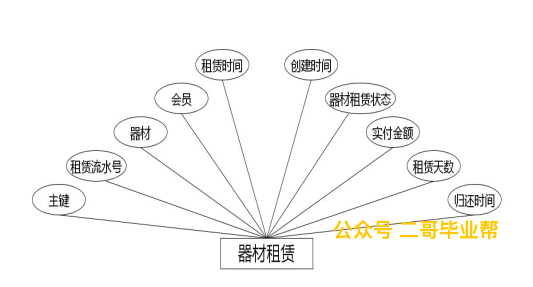 租赁时间
创建时间
会员
器材租赁状态
器材
实付金额
租赁流水号
租赁天数
主键
归还时间
公众号 二哥毕业帮
器材租赁